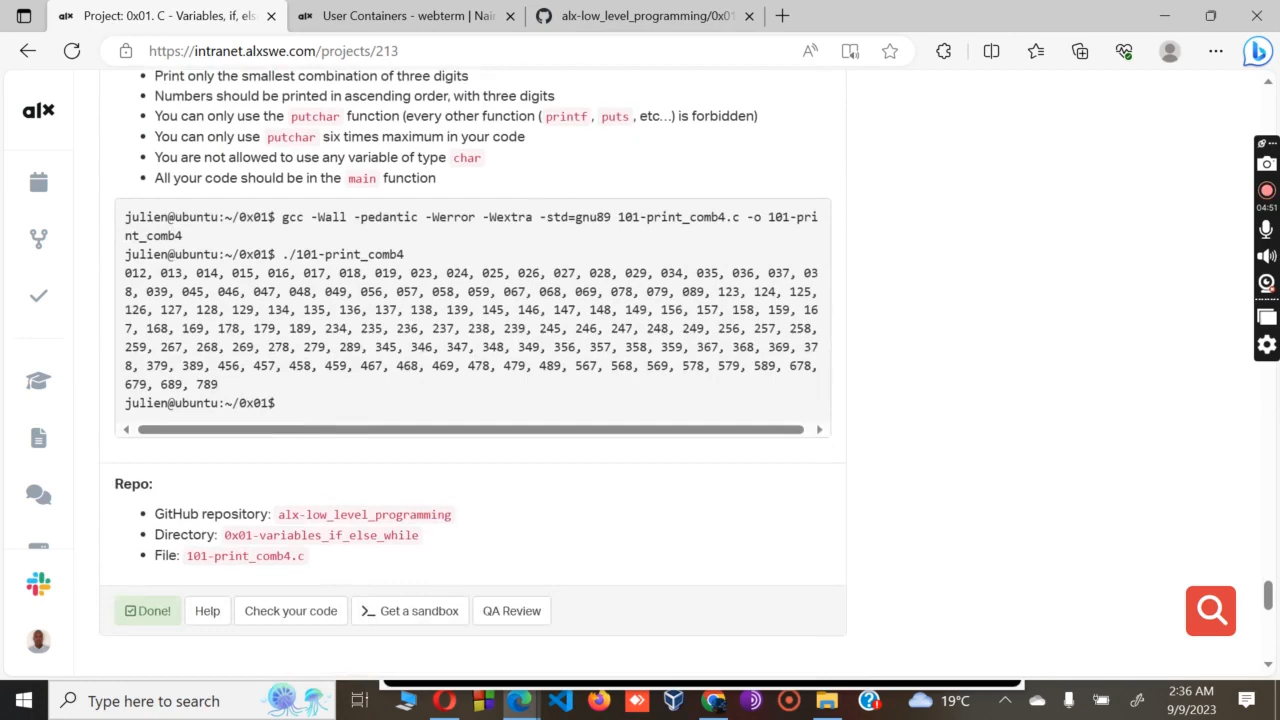 Project: 0x01. C - Variables, if, els
User Containers - webterm | Nair
alx-low_level_programming/0x01
https://intranet.alxswe.com/projects/213
alx
Print only the smallest combination of three digits
Numbers should be printed in ascending order, with three digits
You can only use the putchar function (every other function ( printf , puts , etc…) is forbidden)
You can only use putchar six times maximum in your code
You are not allowed to use any variable of type char
All your code should be in the main function
julien@ubuntu:~/0x01$ gcc -Wall -pedantic -Werror -Wextra -std=gnu89 101-print_comb4.c -o 101-pri
nt_comb4
julien@ubuntu:~/0x01$ ./101-print_comb4
012, 013, 014, 015, 016, 017, 018, 019, 023, 024, 025, 026, 027, 028, 029, 034, 035, 036, 037, 03
8, 039, 045, 046, 047, 048, 049, 056, 057, 058, 059, 067, 068, 069, 078, 079, 089, 123, 124, 125,
126, 127, 128, 129, 134, 135, 136, 137, 138, 139, 145, 146, 147, 148, 149, 156, 157, 158, 159, 16
7, 168, 169, 178, 179, 189, 234, 235, 236, 237, 238, 239, 245, 246, 247, 248, 249, 256, 257, 258,
259, 267, 268, 269, 278, 279, 289, 345, 346, 347, 348, 349, 356, 357, 358, 359, 367, 368, 369, 37
8, 379, 389, 456, 457, 458, 459, 467, 468, 469, 478, 479, 489, 567, 568, 569, 578, 579, 589, 678,
679, 689, 789
julien@ubuntu:~/0x01$
04:51
Repo:
GitHub repository: alx-low_level_programming
Directory: 0x01-variables_if_else_while
File: 101-print_comb4.c
Done!
Help
Check your code
Get a sandbox
QA Review
Type here to search
19°C
2:36 AM
9/9/2023